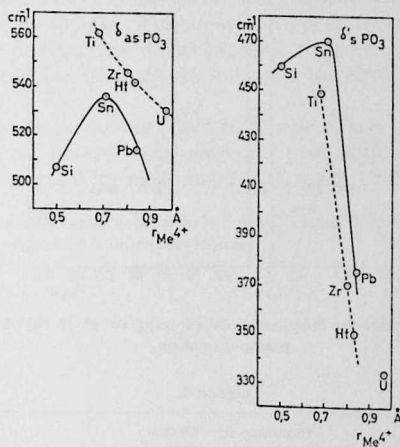 cm⁻¹
560
540
520
500
δas PO₃
Ti
Zr
Hf
Sn
U
Si
Pb
0,5 0,7 0,9 Å
rMe⁴⁺
cm⁻¹
470
450
430
410
390
370
350
330
δ's PO₃
Sn
Si
Ti
Pb
Zr
Hf
U
0,5 0,7 0,9 Å
rMe⁴⁺